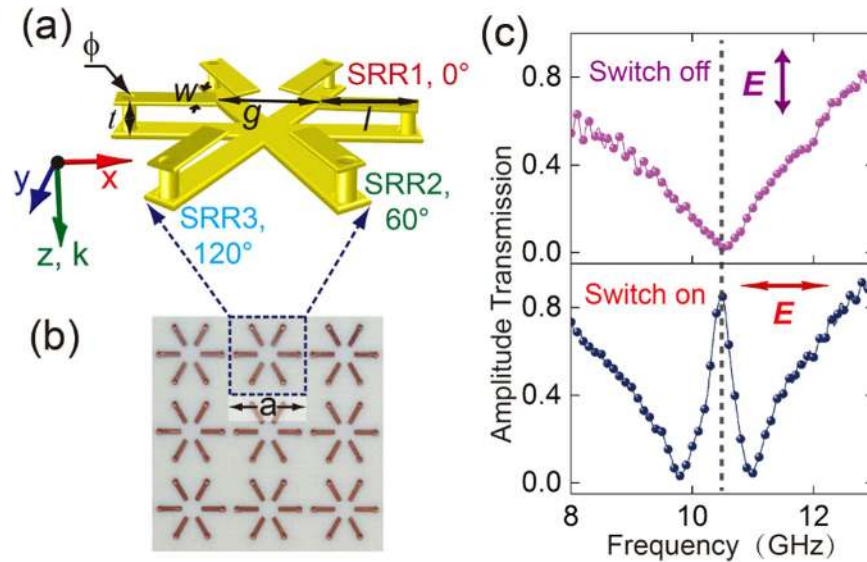 (a)
ϕ
w
t
g
l
SRR1, 0°
SRR2,
60°
SRR3,
120°
x
y
z, k
(b)
a
(c)
Switch off
E
0.8
0.4
0.0
Switch on
E
0.8
0.4
0.0
Amplitude Transmission
8
10
12
Frequency (GHz)